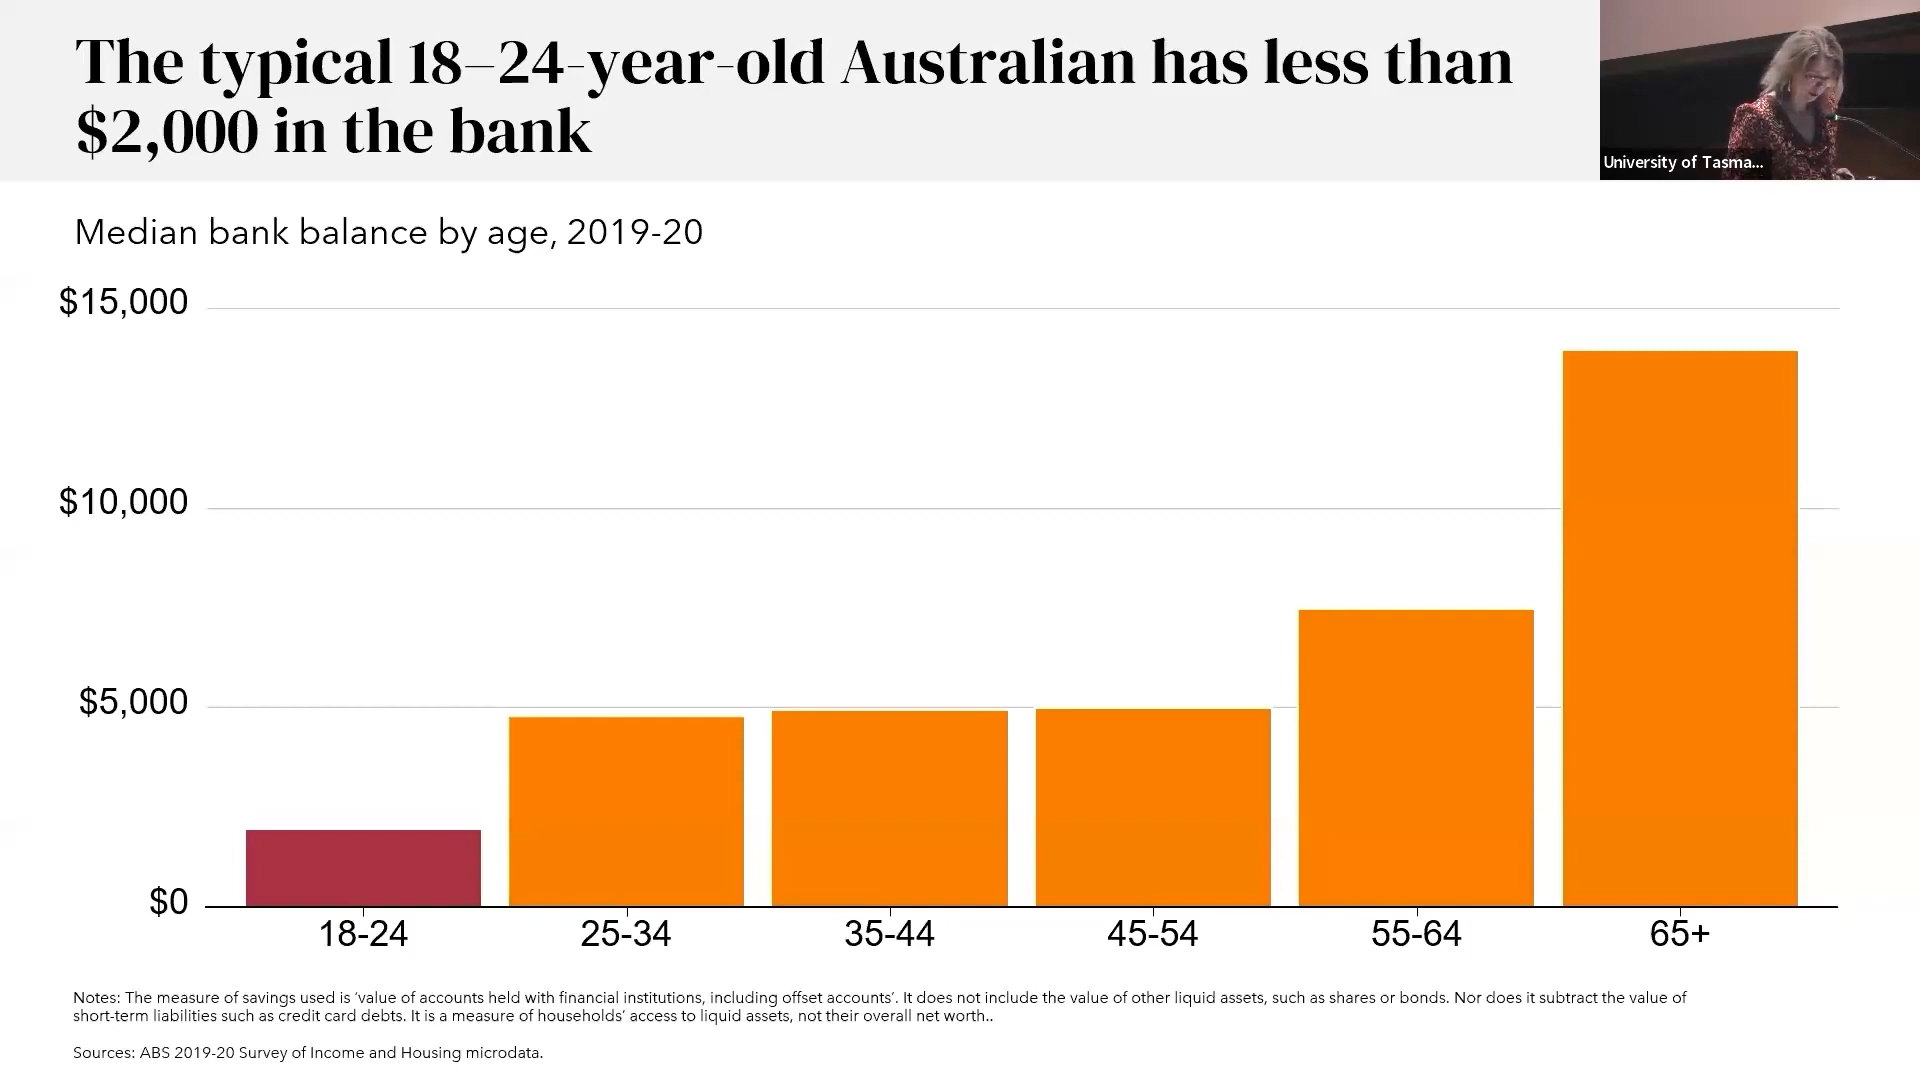 The typical 18–24-year-old Australian has less than
$2,000 in the bank
University of Tasma...
Median bank balance by age, 2019-20
$15,000
$10,000
$5,000
$0
18-24
25-34
35-44
45-54
55-64
65+
Notes: The measure of savings used is ‘value of accounts held with financial institutions, including offset accounts’. It does not include the value of other liquid assets, such as shares or bonds. Nor does it subtract the value of
short-term liabilities such as credit card debts. It is a measure of households’ access to liquid assets, not their overall net worth..
Sources: ABS 2019-20 Survey of Income and Housing microdata.